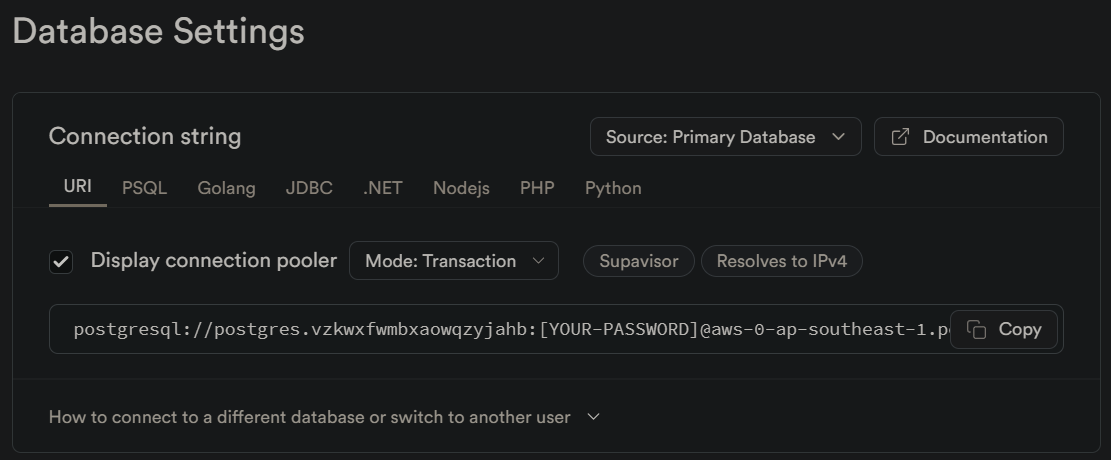 Database Settings
Connection string
Source: Primary Database
Documentation
URI PSQL Golang JDBC .NET Nodejs PHP Python
Display connection pooler
Mode: Transaction
Supavisor
Resolves to IPv4
postgresql://postgres.vzkwxfwmbxaowqzyjahb:[YOUR-PASSWORD]@aws-0-ap-southeast-1.p
Copy
How to connect to a different database or switch to another user